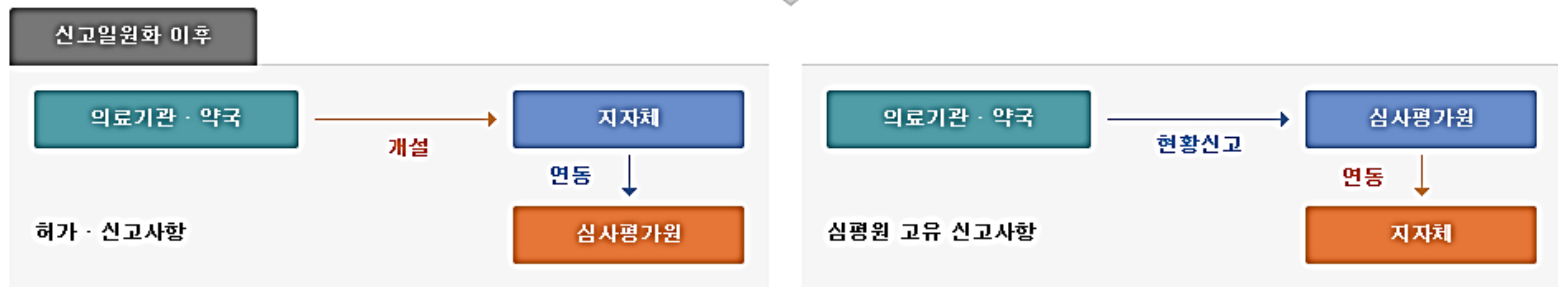 신고일원화 이후
의료기관 · 약국
개설
지자체
연동
허가 · 신고사항
심사평가원
의료기관 · 약국
현황신고
심사평가원
연동
심평원 고유 신고사항
지자체